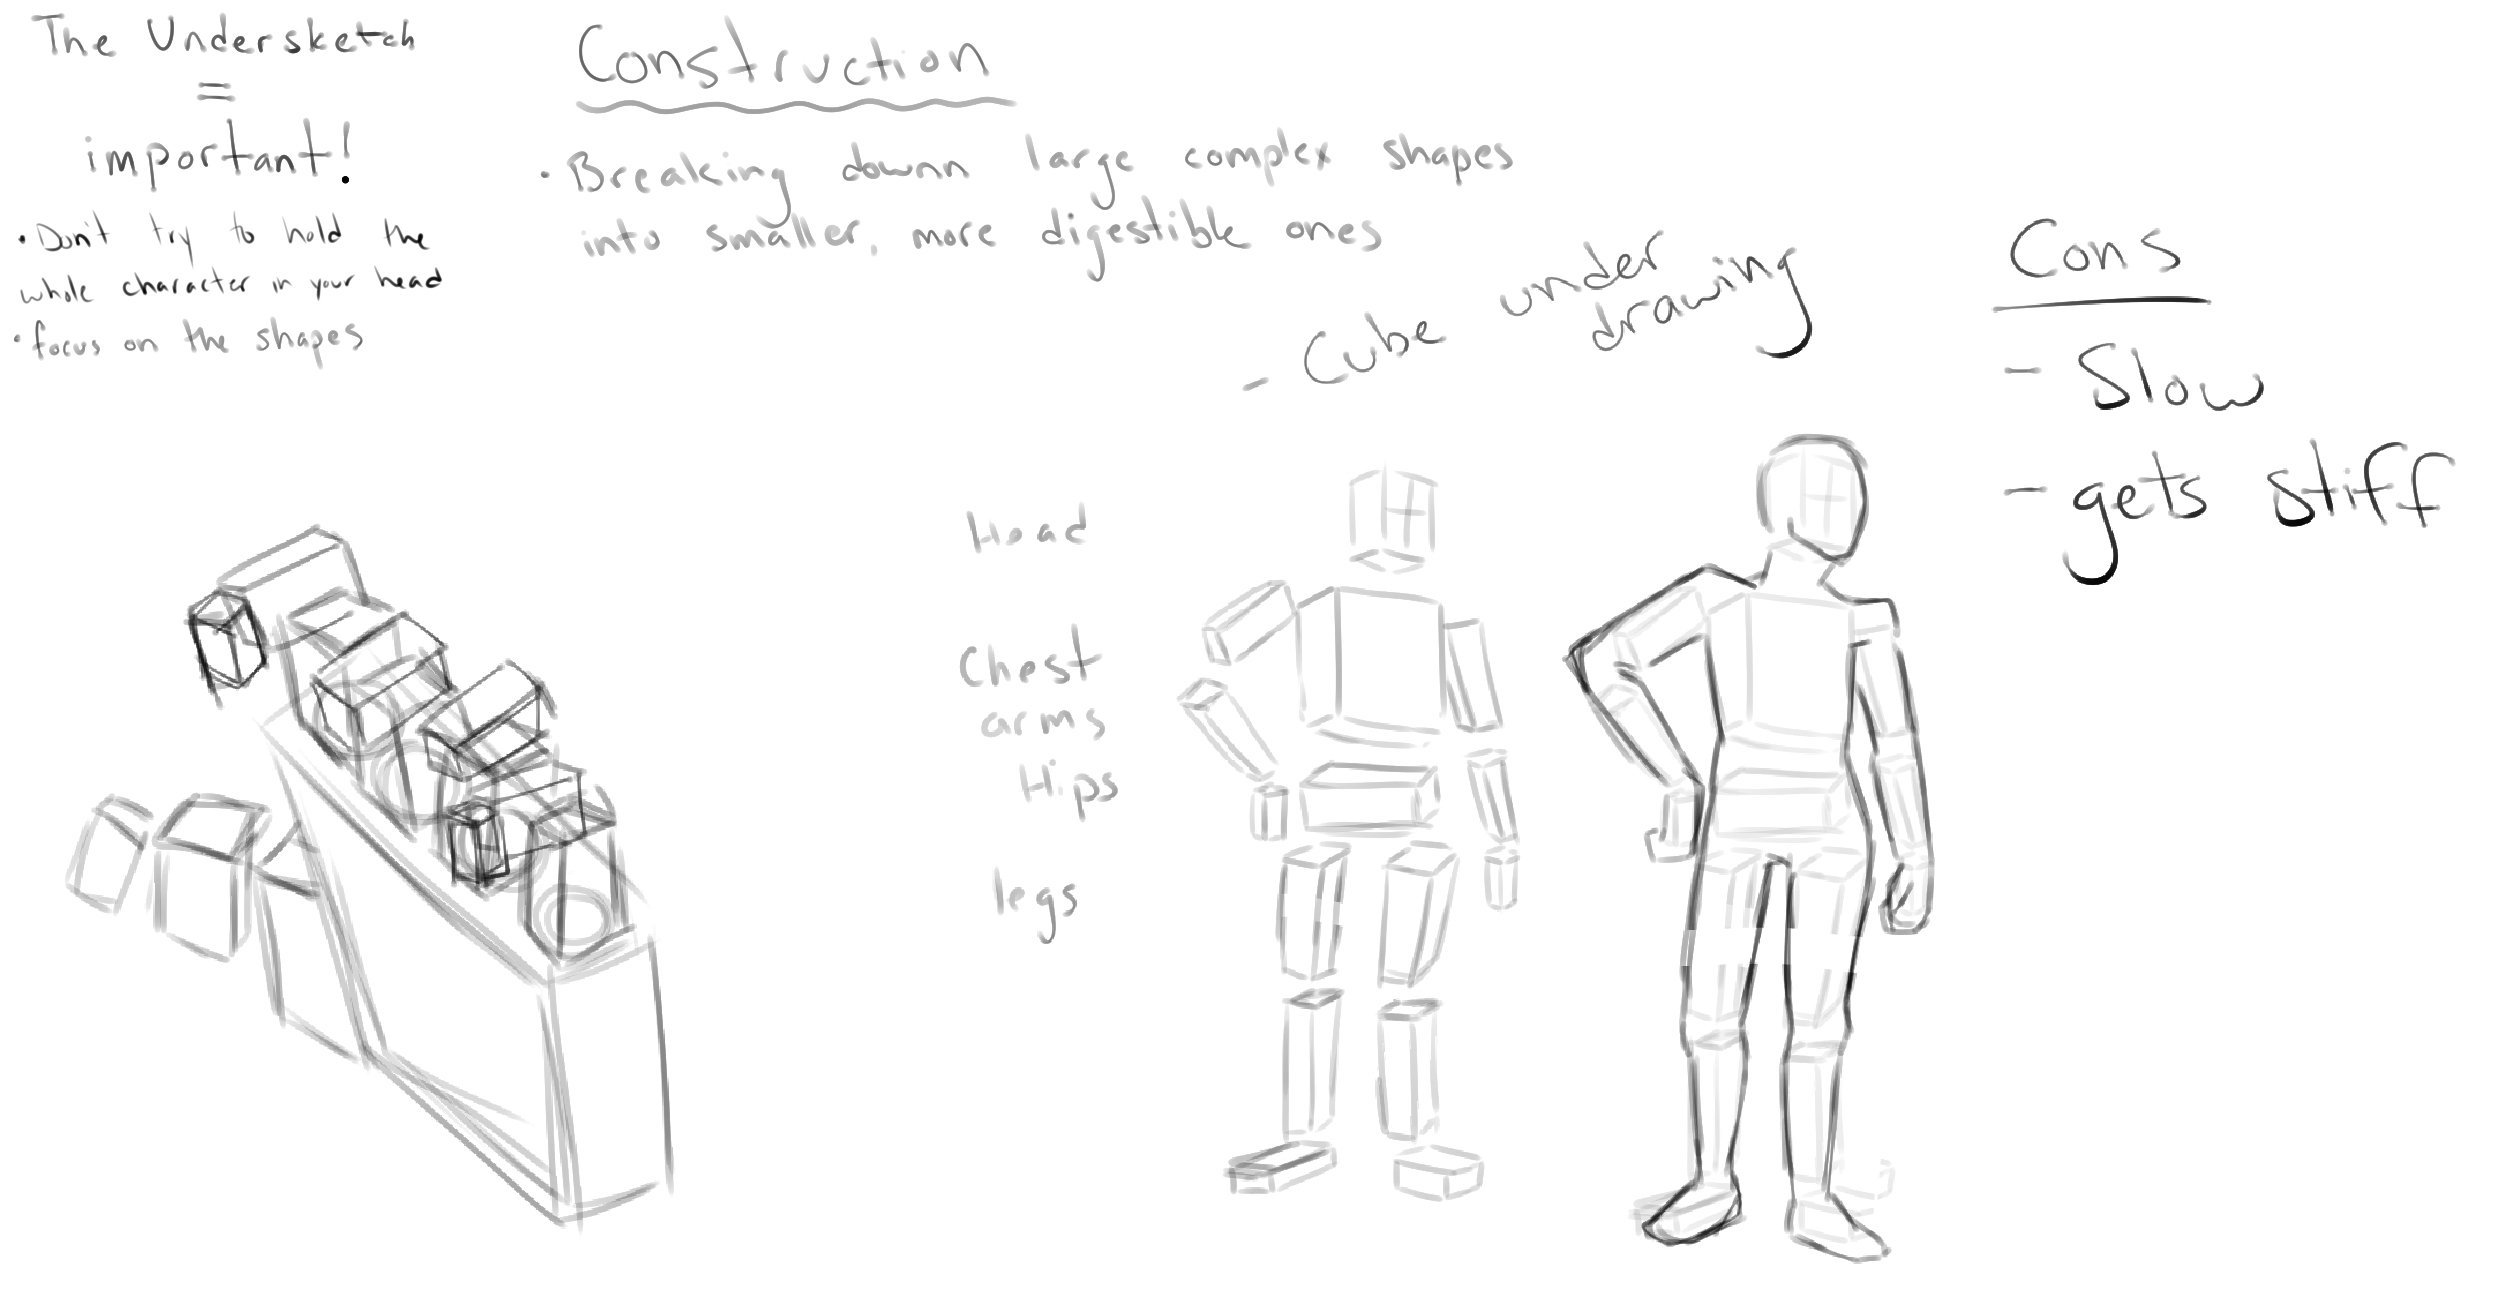 The Undersketch
=
important!
• Don't try to hold the
whole character in your head
• focus on the shapes
Construction
• Breaking down large complex shapes
into smaller, more digestible ones
- Cube under
drawing
Cons
- Slow
- gets stiff
head
Chest
arms
Hips
legs